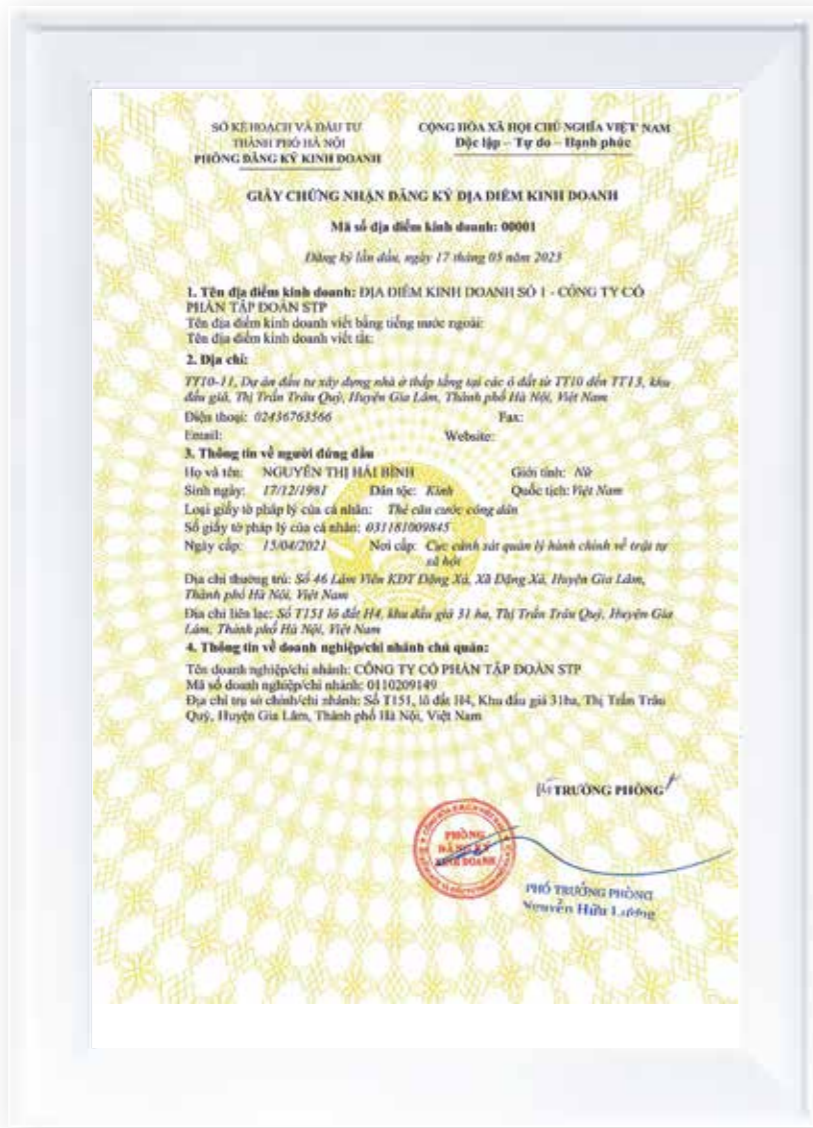 SỞ KẾ HOẠCH VÀ ĐẦU TƯ
THÀNH PHỐ HÀ NỘI
PHÒNG ĐĂNG KÝ KINH DOANH
CỘNG HÒA XÃ HỘI CHỦ NGHĨA VIỆT NAM
Độc lập – Tự do – Hạnh phúc
GIẤY CHỨNG NHẬN ĐĂNG KÝ ĐỊA ĐIỂM KINH DOANH
Mã số địa điểm kinh doanh: 00001
Đăng ký lần đầu, ngày 17 tháng 05 năm 2023
1. Tên địa điểm kinh doanh: ĐỊA ĐIỂM KINH DOANH SỐ 1 - CÔNG TY CỔ
PHẦN TẬP ĐOÀN STP
Tên địa điểm kinh doanh viết bằng tiếng nước ngoài:
Tên địa điểm kinh doanh viết tắt:
2. Địa chỉ:
TT10-11, Dự án đầu tư xây dựng nhà ở thấp tầng tại các ô đất từ TT10 đến TT13, khu
đấu giá, Thị Trấn Trâu Quỳ, Huyện Gia Lâm, Thành phố Hà Nội, Việt Nam
Điện thoại: 02436763566 Fax:
Email: Website:
3. Thông tin về người đứng đầu
Họ và tên: NGUYỄN THỊ HẢI BÌNH Giới tính: Nữ
Sinh ngày: 17/12/1981 Dân tộc: Kinh Quốc tịch: Việt Nam
Loại giấy tờ pháp lý của cá nhân: Thẻ căn cước công dân
Số giấy tờ pháp lý của cá nhân: 031181009845
Ngày cấp: 15/04/2021 Nơi cấp: Cục cảnh sát quản lý hành chính về trật tự
xã hội
Địa chỉ thường trú: Số 46 Lâm Viên KĐT Đặng Xá, Xã Đặng Xá, Huyện Gia Lâm,
Thành phố Hà Nội, Việt Nam
Địa chỉ liên lạc: Số T151 lô đất H4, khu đấu giá 31 ha, Thị Trấn Trâu Quỳ, Huyện Gia
Lâm, Thành phố Hà Nội, Việt Nam
4. Thông tin về doanh nghiệp/chi nhánh chủ quản:
Tên doanh nghiệp/chi nhánh: CÔNG TY CỔ PHẦN TẬP ĐOÀN STP
Mã số doanh nghiệp/chi nhánh: 0110209149
Địa chỉ trụ sở chính/chi nhánh: Số T151, lô đất H4, Khu đấu giá 31ha, Thị Trấn Trâu
Quỳ, Huyện Gia Lâm, Thành phố Hà Nội, Việt Nam
TRƯỞNG PHÒNG
PHÒNG
ĐĂNG KÝ
KINH DOANH
PHÓ TRƯỞNG PHÒNG
Nguyễn Hữu Lương